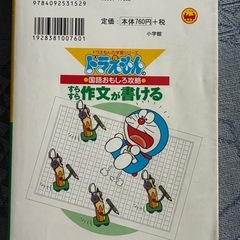 9784092531529
1928381007601
定価 本体760円 +税
小学館
ドラえもんの学習シリーズ
ドラえもんの
国語おもしろ攻略
すらすら作文が書ける